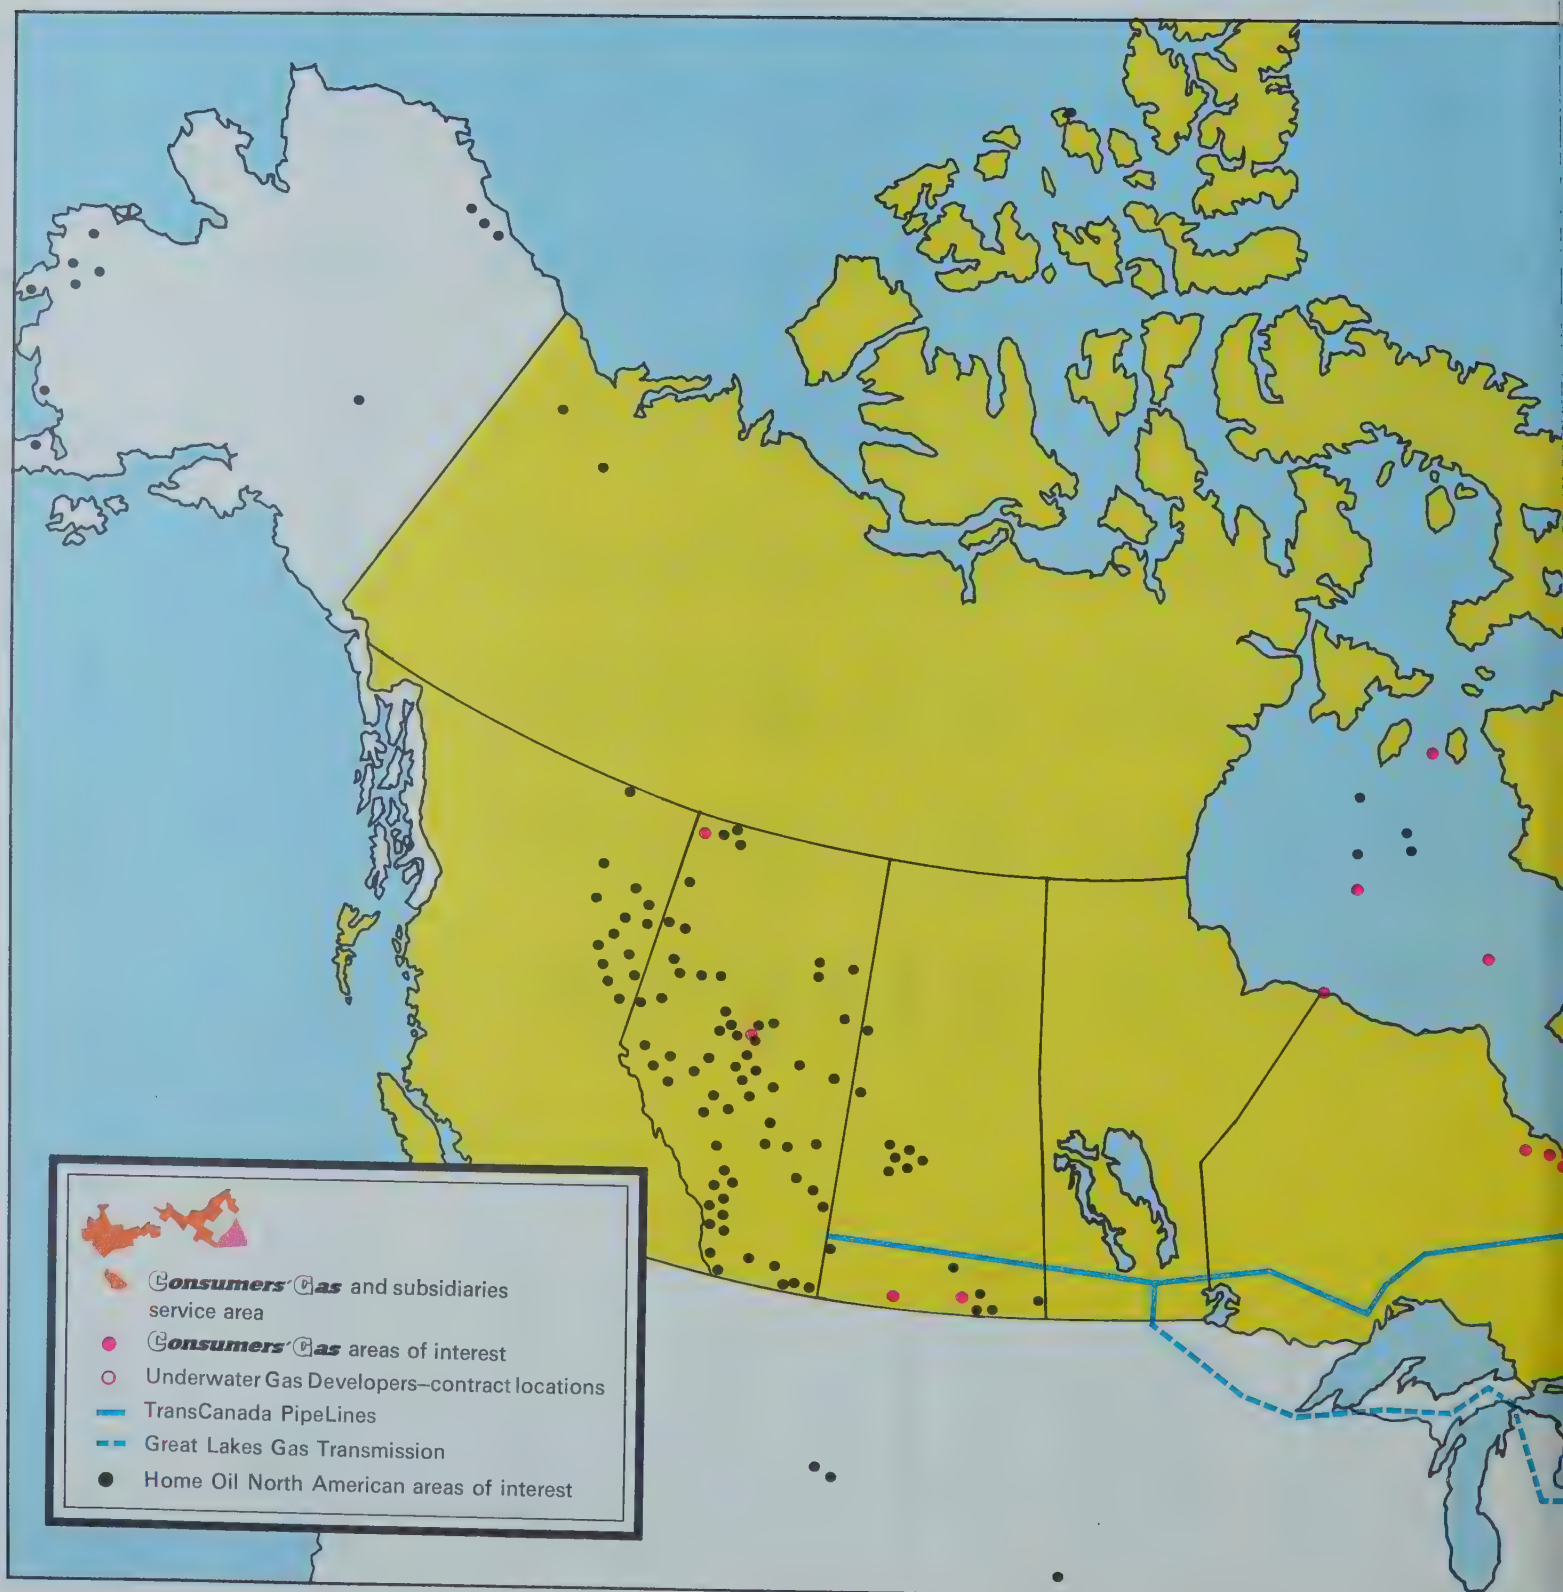 Consumers' Gas and subsidiaries
service area
Consumers' Gas areas of interest
Underwater Gas Developers–contract locations
TransCanada PipeLines
Great Lakes Gas Transmission
Home Oil North American areas of interest